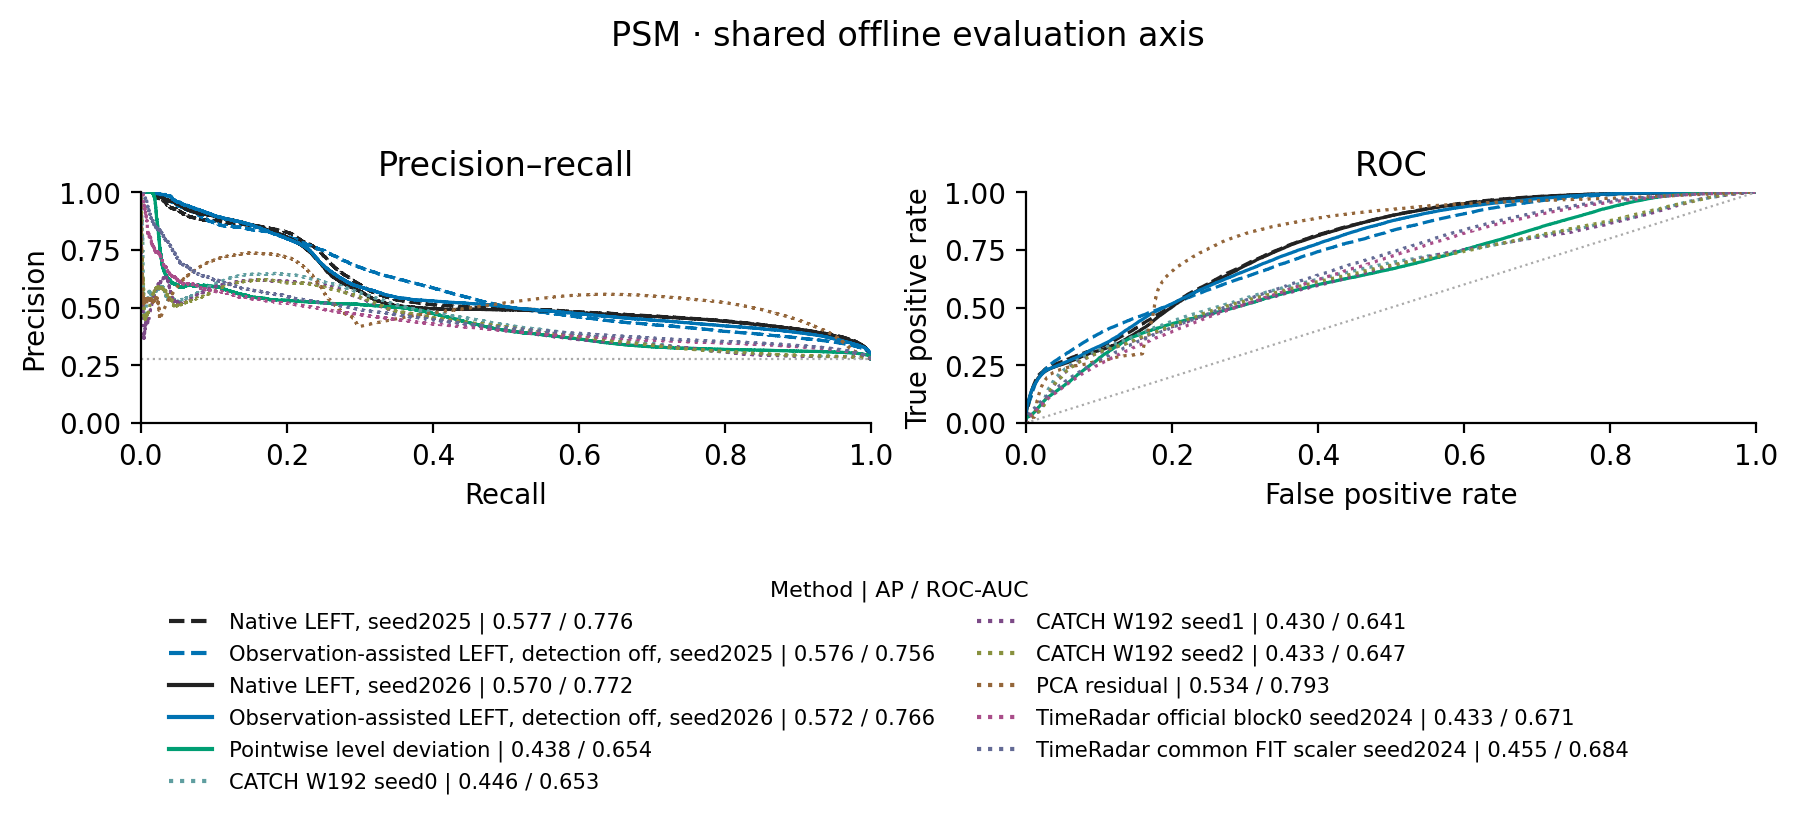 PSM · shared offline evaluation axis
Precision–recall
Precision
1.00
0.75
0.50
0.25
0.00
0.0 0.2 0.4 0.6 0.8 1.0
Recall
ROC
True positive rate
1.00
0.75
0.50
0.25
0.00
0.0 0.2 0.4 0.6 0.8 1.0
False positive rate
Method | AP / ROC-AUC
Native LEFT, seed2025 | 0.577 / 0.776
Observation-assisted LEFT, detection off, seed2025 | 0.576 / 0.756
Native LEFT, seed2026 | 0.570 / 0.772
Observation-assisted LEFT, detection off, seed2026 | 0.572 / 0.766
Pointwise level deviation | 0.438 / 0.654
CATCH W192 seed0 | 0.446 / 0.653
CATCH W192 seed1 | 0.430 / 0.641
CATCH W192 seed2 | 0.433 / 0.647
PCA residual | 0.534 / 0.793
TimeRadar official block0 seed2024 | 0.433 / 0.671
TimeRadar common FIT scaler seed2024 | 0.455 / 0.684